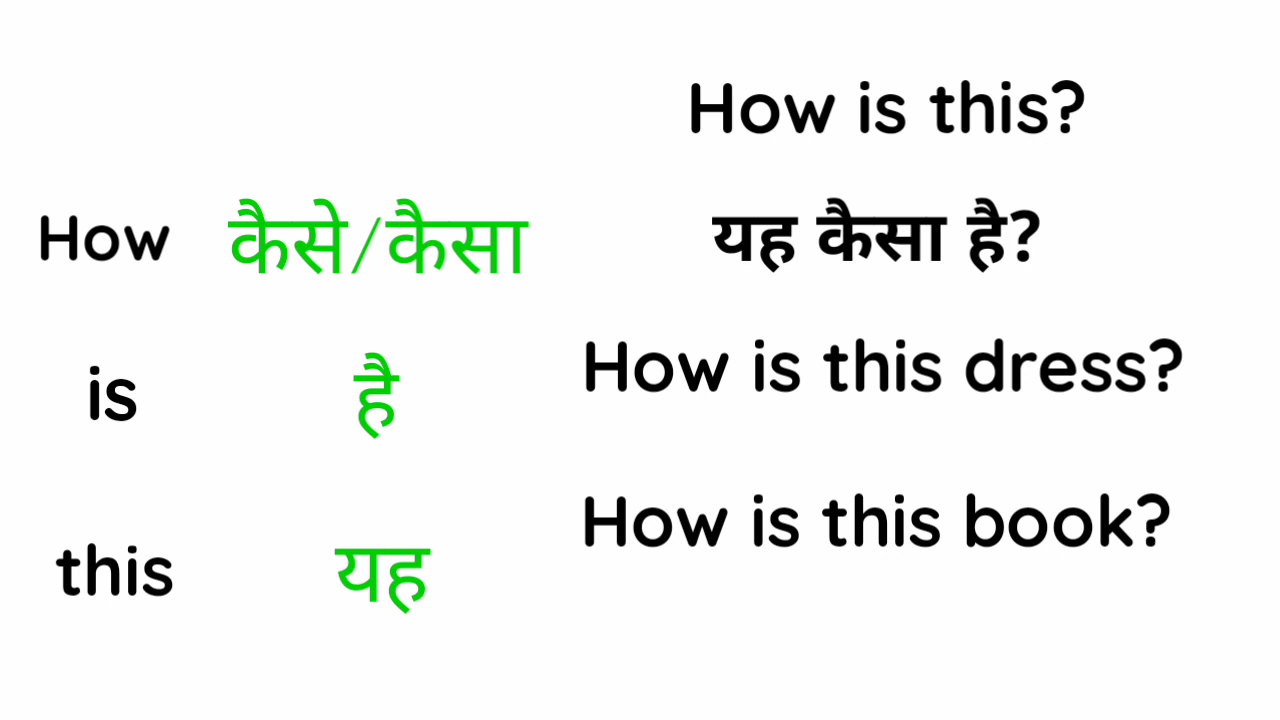 How कैसे/कैसा
is है
this यह
How is this?
यह कैसा है?
How is this dress?
How is this book?